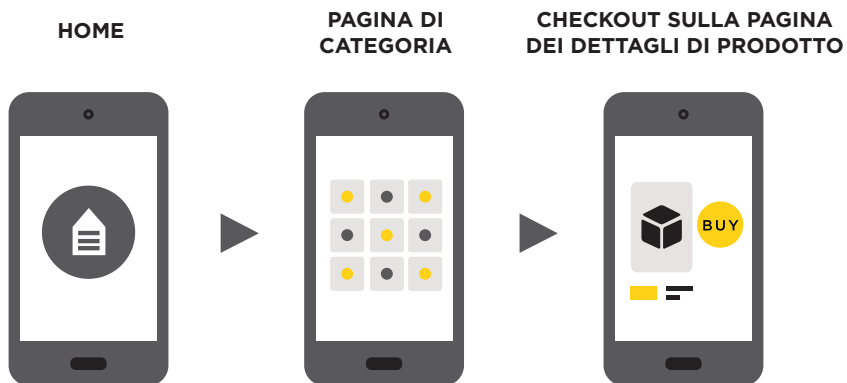 HOME
PAGINA DI
CATEGORIA
CHECKOUT SULLA PAGINA
DEI DETTAGLI DI PRODOTTO
BUY